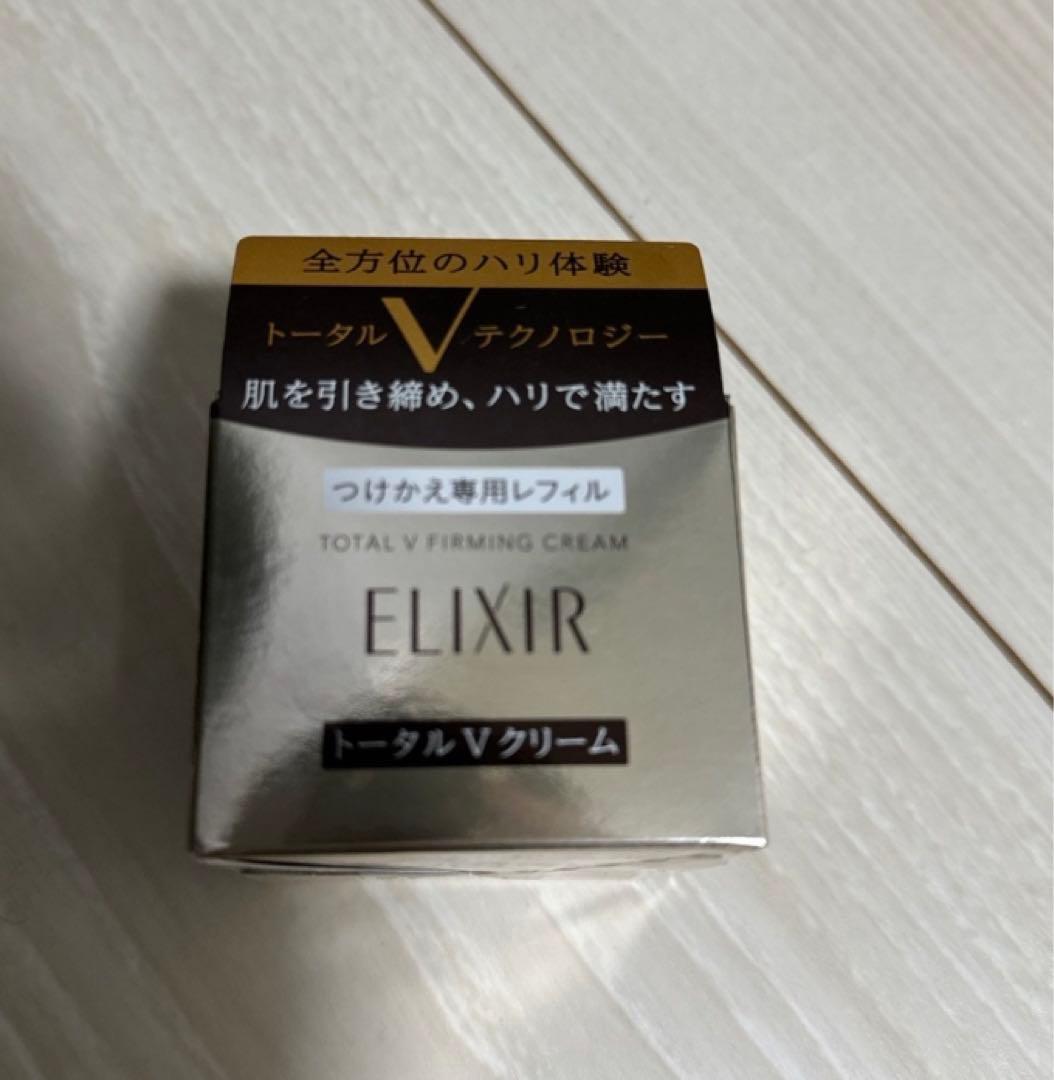 全方位のハリ体験
トータル V テクノロジー
肌を引き締め、ハリで満たす
つけかえ専用レフィル
TOTAL V FIRMING CREAM
ELIXIR
トータル V クリーム